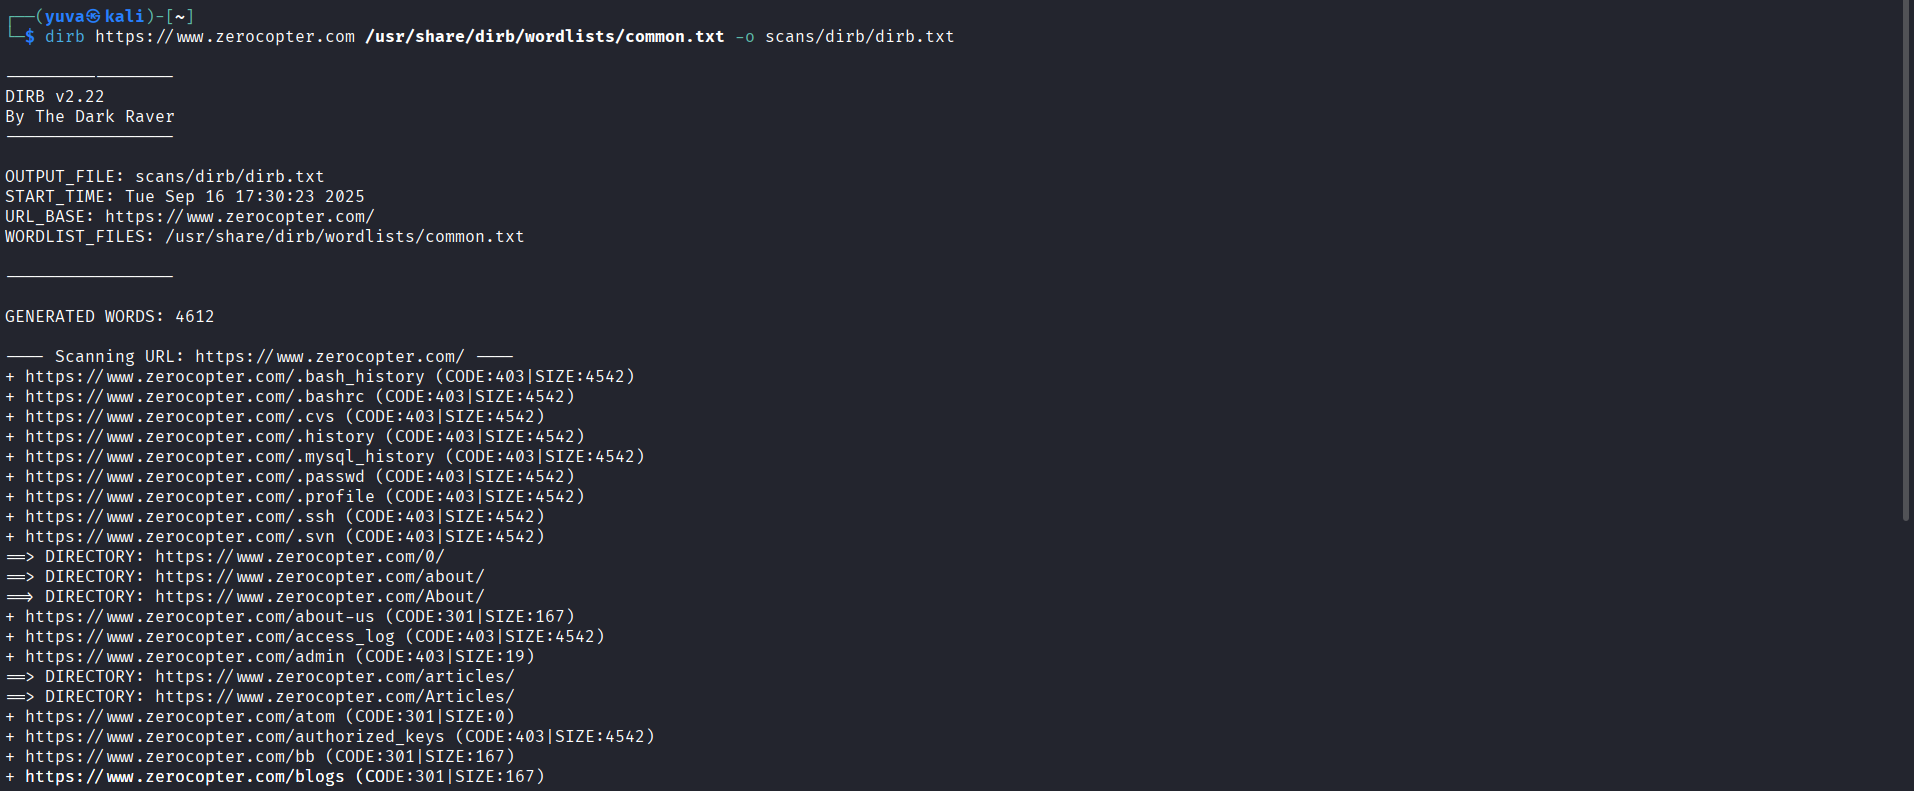 ┌──(yuva㉿kali)-[~]
└─$ dirb https://www.zerocopter.com /usr/share/dirb/wordlists/common.txt -o scans/dirb/dirb.txt
-----------------
DIRB v2.22
By The Dark Raver
-----------------
OUTPUT_FILE: scans/dirb/dirb.txt
START_TIME: Tue Sep 16 17:30:23 2025
URL_BASE: https://www.zerocopter.com/
WORDLIST_FILES: /usr/share/dirb/wordlists/common.txt
-----------------
GENERATED WORDS: 4612
---- Scanning URL: https://www.zerocopter.com/ ----
+ https://www.zerocopter.com/.bash_history (CODE:403|SIZE:4542)
+ https://www.zerocopter.com/.bashrc (CODE:403|SIZE:4542)
+ https://www.zerocopter.com/.cvs (CODE:403|SIZE:4542)
+ https://www.zerocopter.com/.history (CODE:403|SIZE:4542)
+ https://www.zerocopter.com/.mysql_history (CODE:403|SIZE:4542)
+ https://www.zerocopter.com/.passwd (CODE:403|SIZE:4542)
+ https://www.zerocopter.com/.profile (CODE:403|SIZE:4542)
+ https://www.zerocopter.com/.ssh (CODE:403|SIZE:4542)
+ https://www.zerocopter.com/.svn (CODE:403|SIZE:4542)
==> DIRECTORY: https://www.zerocopter.com/0/
==> DIRECTORY: https://www.zerocopter.com/about/
==> DIRECTORY: https://www.zerocopter.com/About/
+ https://www.zerocopter.com/about-us (CODE:301|SIZE:167)
+ https://www.zerocopter.com/access_log (CODE:403|SIZE:4542)
+ https://www.zerocopter.com/admin (CODE:403|SIZE:19)
==> DIRECTORY: https://www.zerocopter.com/articles/
==> DIRECTORY: https://www.zerocopter.com/Articles/
+ https://www.zerocopter.com/atom (CODE:301|SIZE:0)
+ https://www.zerocopter.com/authorized_keys (CODE:403|SIZE:4542)
+ https://www.zerocopter.com/bb (CODE:301|SIZE:167)
+ https://www.zerocopter.com/blogs (CODE:301|SIZE:167)